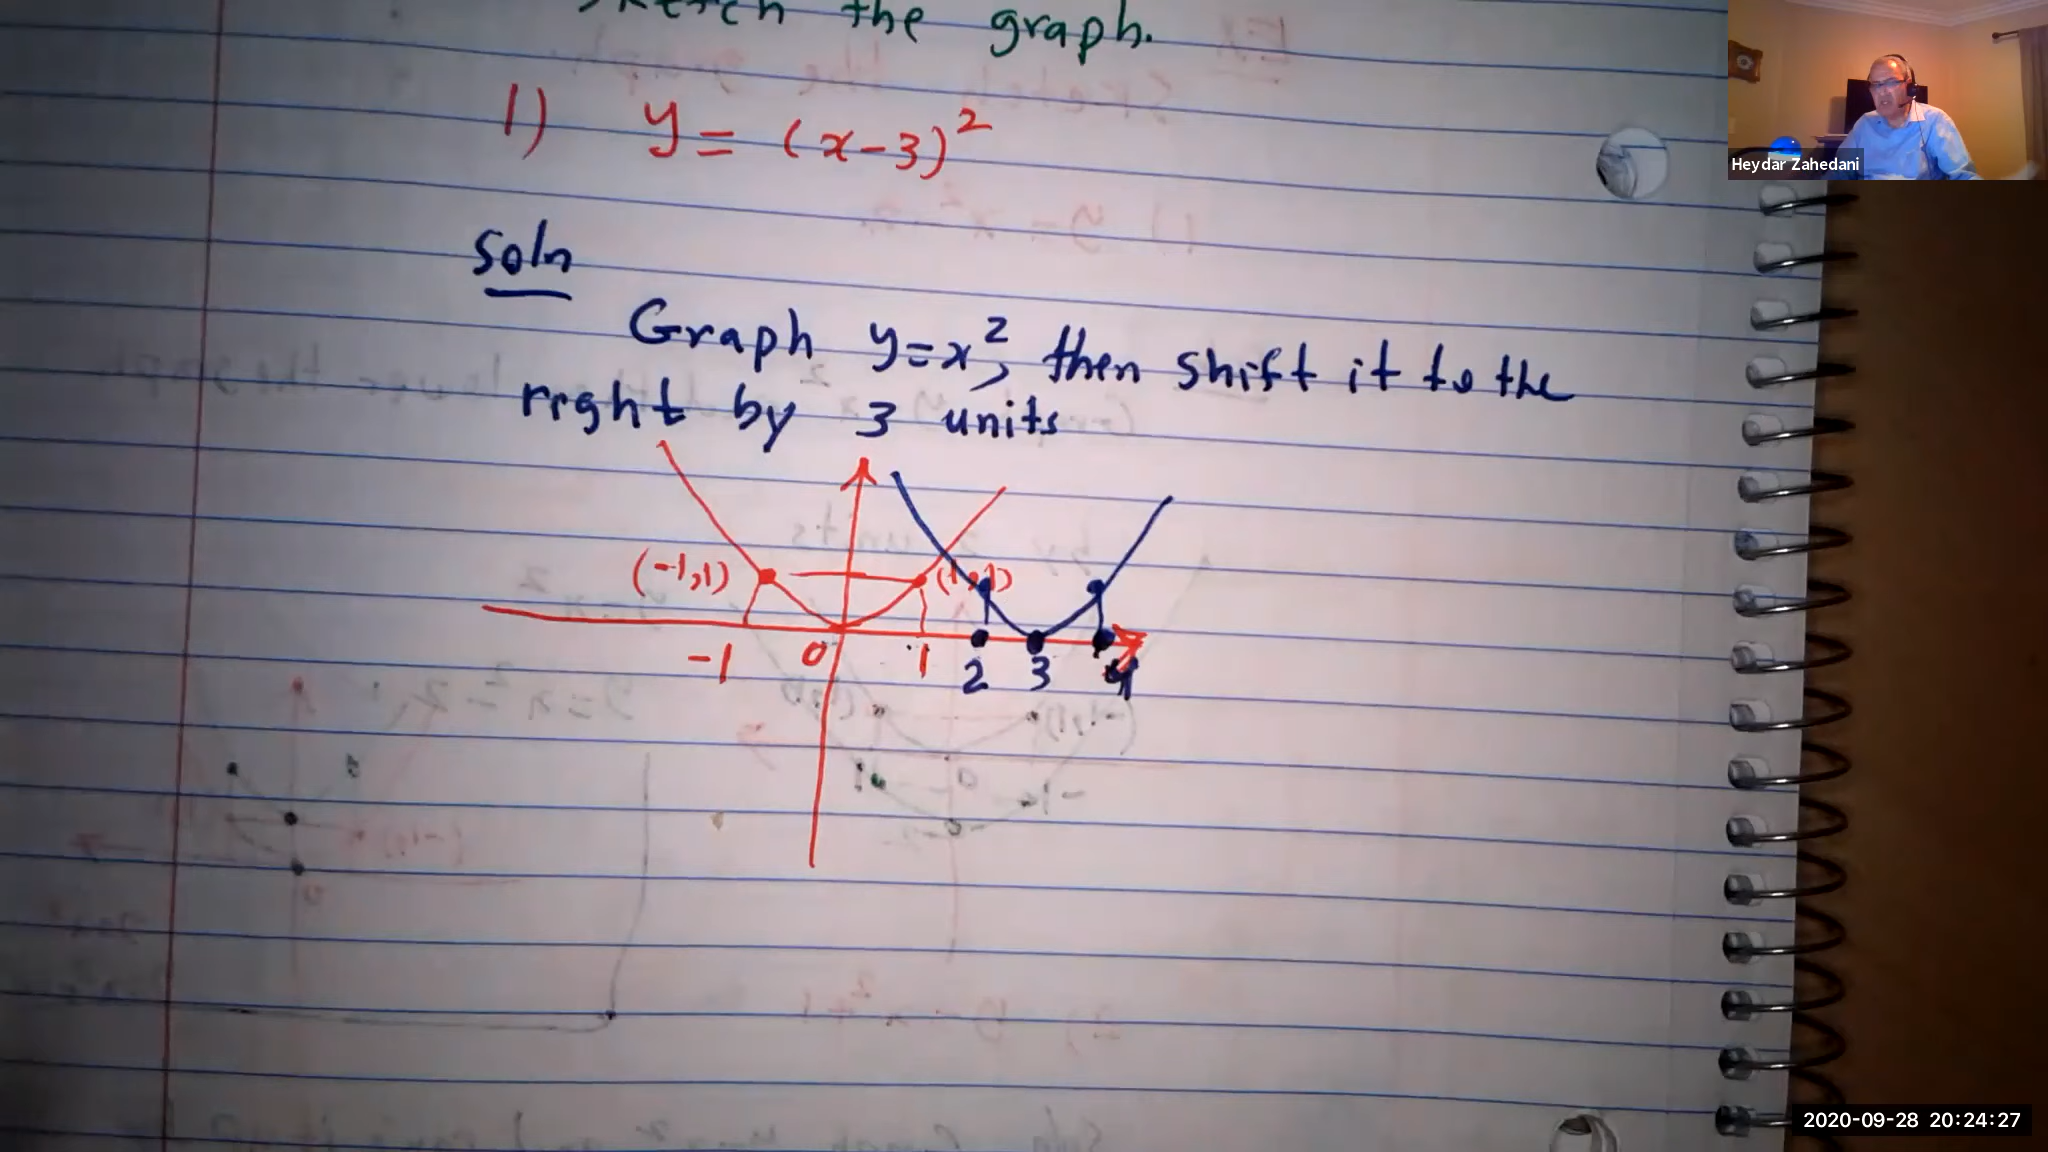 sketch the graph.
1) y = (x-3)²
Soln
Graph y=x², then shift it to the
right by 3 units
(-1,1) (1,1)
-1 0 1 2 3 4
Heydar Zahedani
2020-09-28 20:24:27